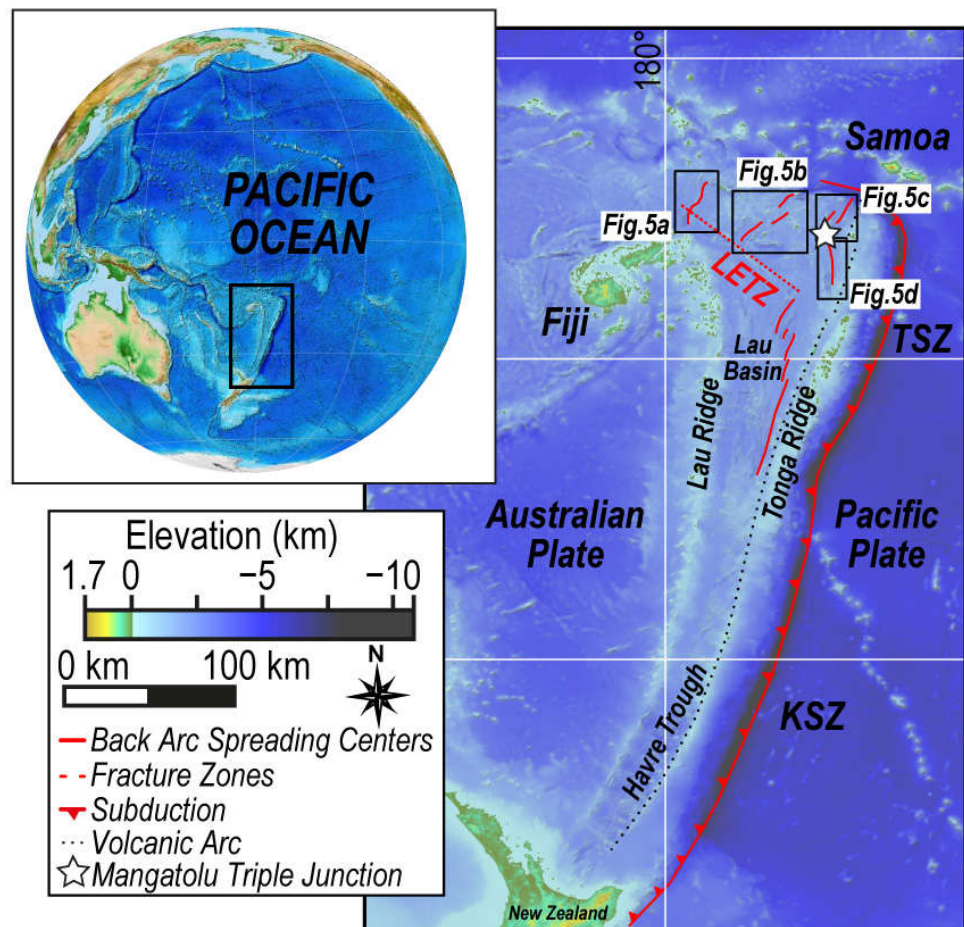 PACIFIC
OCEAN
180°
Samoa
Fig.5b
Fig.5c
Fig.5a
LETZ
Fig.5d
Fiji
TSZ
Lau
Basin
Lau Ridge
Tonga Ridge
Australian
Plate
Pacific
Plate
Havre Trough
KSZ
New Zealand
Elevation (km)
1.7 0 −5 −10
0 km 100 km
N
Back Arc Spreading Centers
Fracture Zones
Subduction
Volcanic Arc
Mangatolu Triple Junction